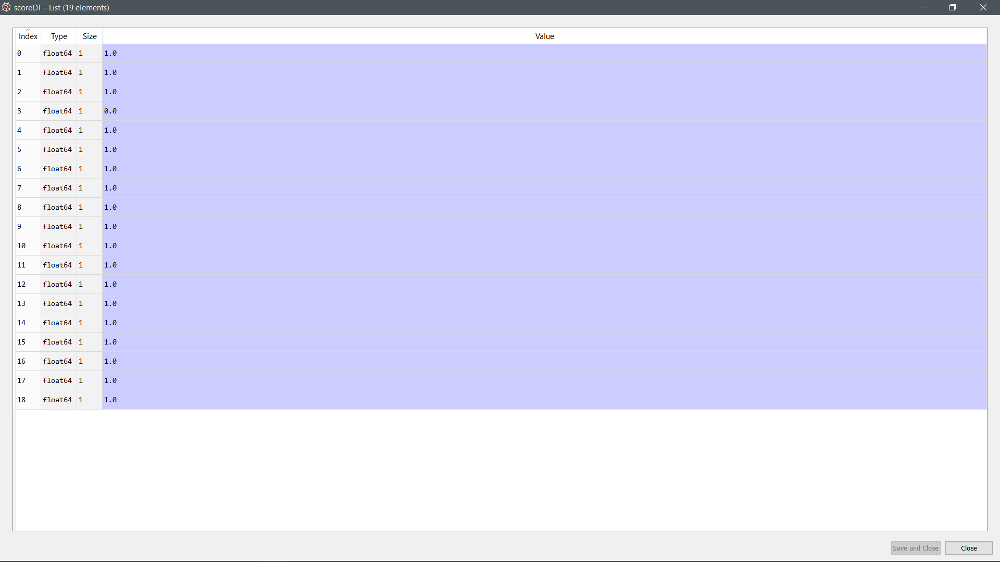 scoreDT - List (19 elements)
Index Type Size Value
0 float64 1 1.0
1 float64 1 1.0
2 float64 1 1.0
3 float64 1 0.0
4 float64 1 1.0
5 float64 1 1.0
6 float64 1 1.0
7 float64 1 1.0
8 float64 1 1.0
9 float64 1 1.0
10 float64 1 1.0
11 float64 1 1.0
12 float64 1 1.0
13 float64 1 1.0
14 float64 1 1.0
15 float64 1 1.0
16 float64 1 1.0
17 float64 1 1.0
18 float64 1 1.0
Save and Close Close